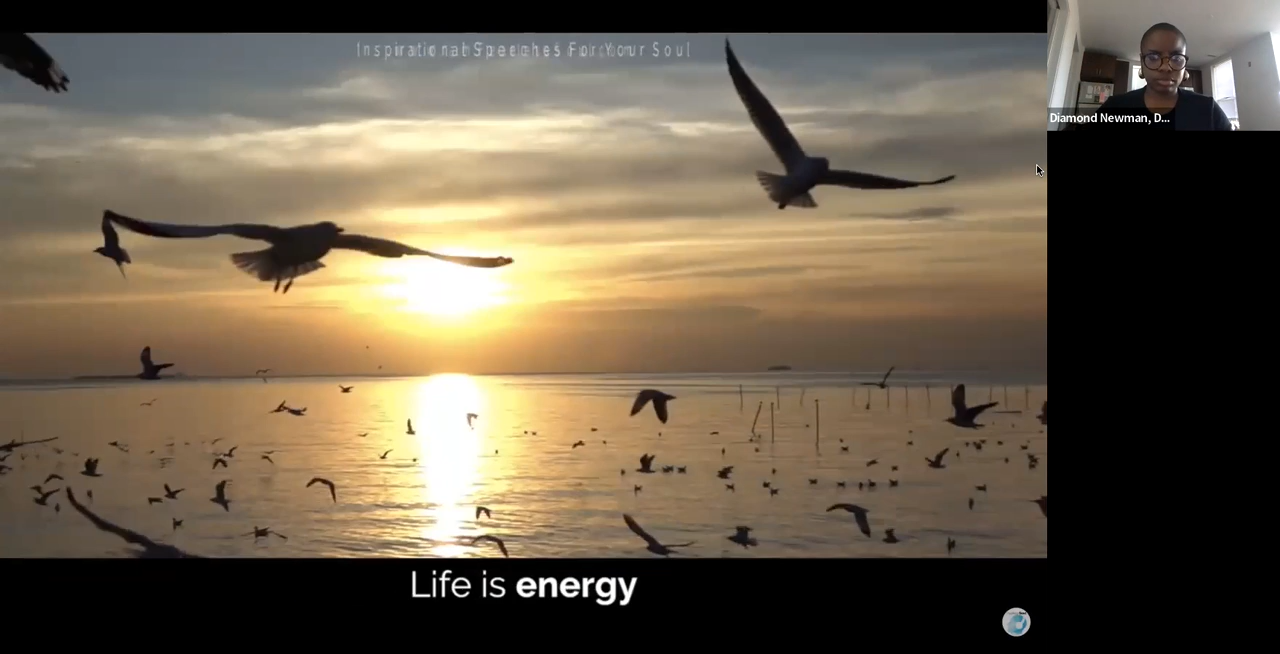 Inspirational Speeches For Your Soul
Diamond Newman, D...
Life is energy